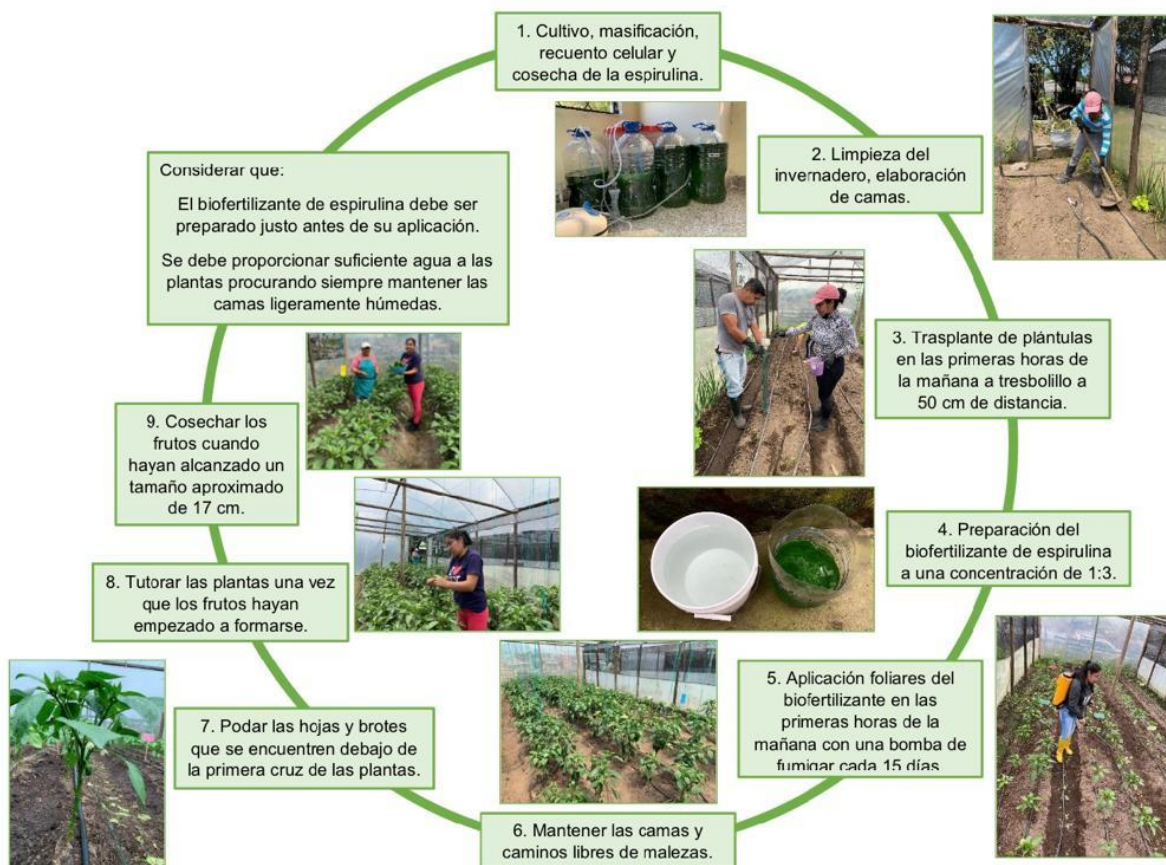 1. Cultivo, masificación,
recuento celular y
cosecha de la espirulina.
2. Limpieza del
invernadero, elaboración
de camas.
3. Trasplante de plántulas
en las primeras horas de
la mañana a tresbolillo a
50 cm de distancia.
4. Preparación del
biofertilizante de espirulina
a una concentración de 1:3.
5. Aplicación foliares del
biofertilizante en las
primeras horas de la
mañana con una bomba de
fumigar cada 15 días
6. Mantener las camas y
caminos libres de malezas.
7. Podar las hojas y brotes
que se encuentren debajo de
la primera cruz de las plantas.
8. Tutorar las plantas una vez
que los frutos hayan
empezado a formarse.
9. Cosechar los
frutos cuando
hayan alcanzado un
tamaño aproximado
de 17 cm.
Considerar que:
El biofertilizante de espirulina debe ser
preparado justo antes de su aplicación.
Se debe proporcionar suficiente agua a las
plantas procurando siempre mantener las
camas ligeramente húmedas.